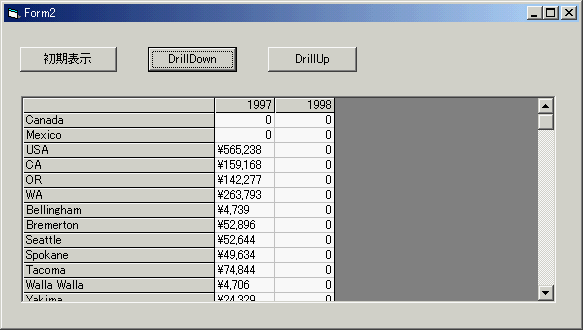 Form2
初期表示 DrillDown DrillUp
1997 1998
Canada 0 0
Mexico 0 0
USA ¥565,238 0
CA ¥159,168 0
OR ¥142,277 0
WA ¥263,793 0
Bellingham ¥4,739 0
Bremerton ¥52,896 0
Seattle ¥52,644 0
Spokane ¥49,634 0
Tacoma ¥74,844 0
Walla Walla ¥4,706 0
Yakima ¥24,329 0